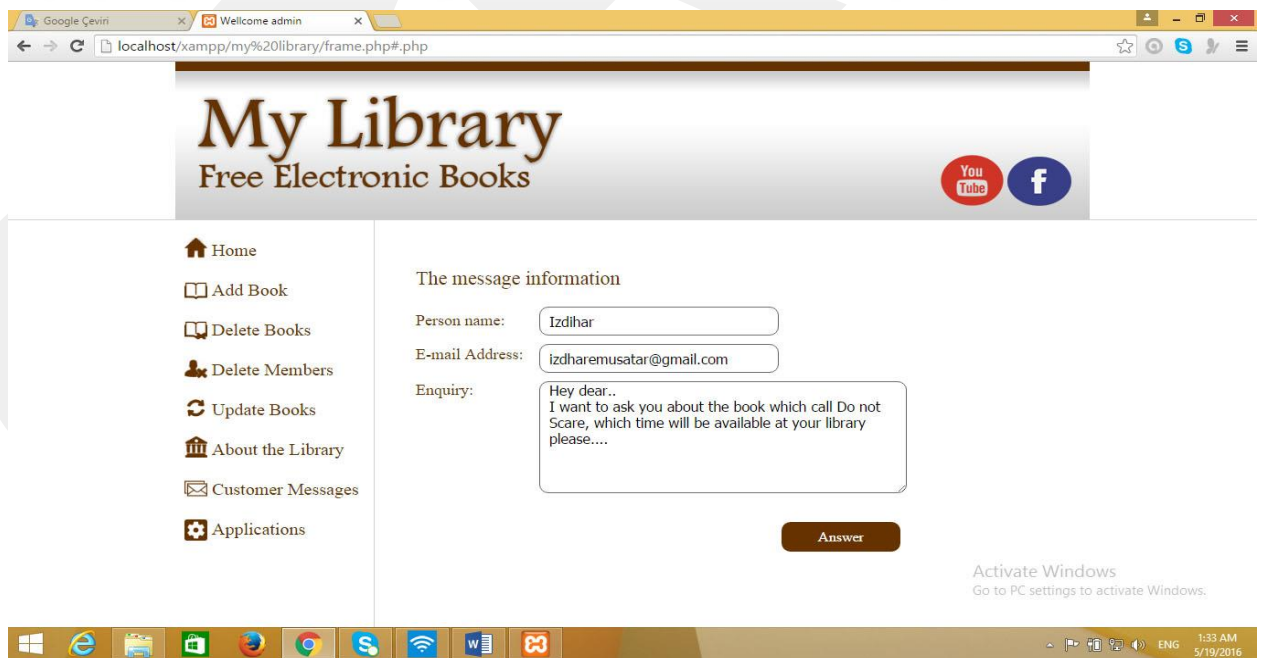 Google Çeviri
Wellcome admin
localhost/xampp/my%20library/frame.php#.php
My Library
Free Electronic Books
You
Tube
f
Home
Add Book
Delete Books
Delete Members
Update Books
About the Library
Customer Messages
Applications
The message information
Person name:
Izdihar
E-mail Address:
izdharemusatar@gmail.com
Enquiry:
Hey dear..
I want to ask you about the book which call Do not
Scare, which time will be available at your library
please....
Answer
Activate Windows
Go to PC settings to activate Windows.
ENG
1:33 AM
5/19/2016